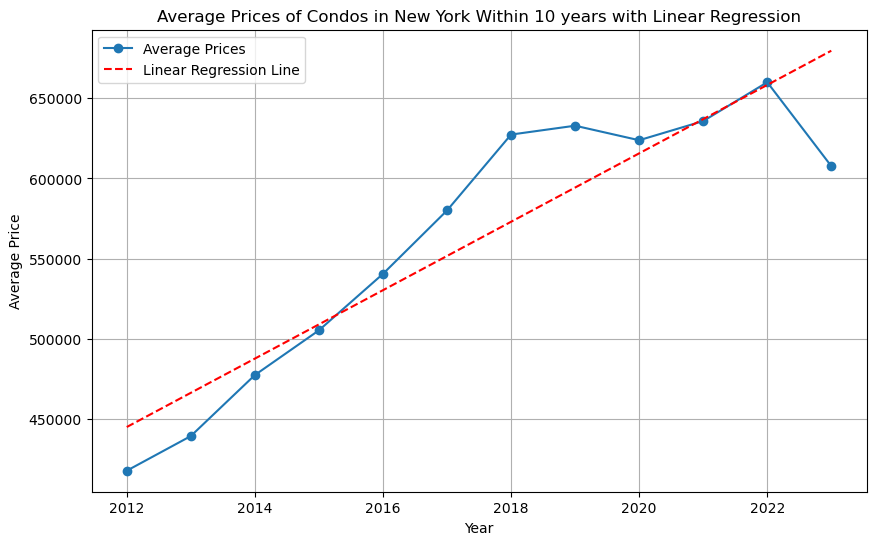 Average Prices of Condos in New York Within 10 years with Linear Regression
Average Prices
Linear Regression Line
650000
600000
550000
500000
450000
Average Price
2012
2014
2016
2018
2020
2022
Year